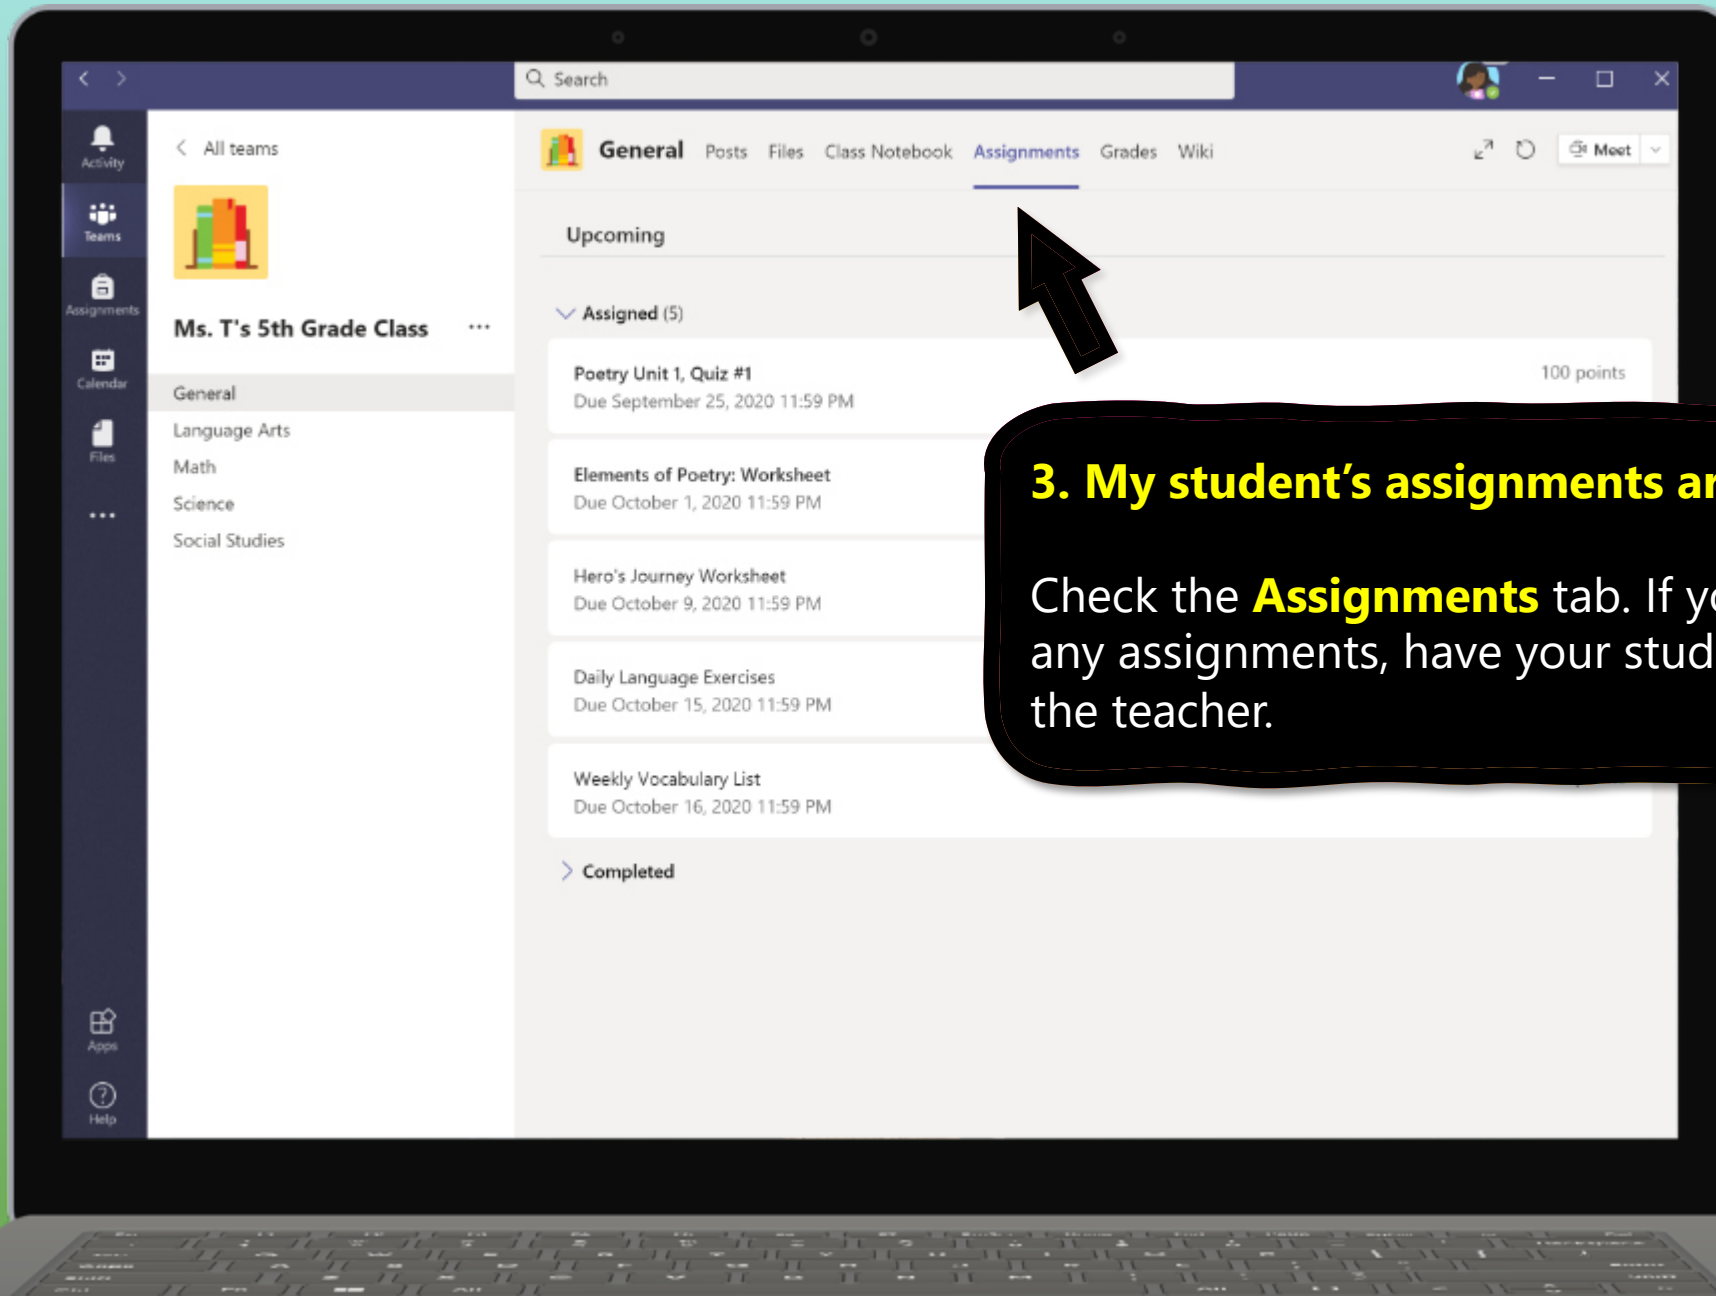 Search
Activity
Teams
Assignments
Calendar
Files
Apps
Help
All teams
Ms. T's 5th Grade Class
General
Language Arts
Math
Science
Social Studies
General Posts Files Class Notebook Assignments Grades Wiki
Meet
Upcoming
Assigned (5)
Poetry Unit 1, Quiz #1
100 points
Due September 25, 2020 11:59 PM
Elements of Poetry: Worksheet
Due October 1, 2020 11:59 PM
Hero's Journey Worksheet
Due October 9, 2020 11:59 PM
Daily Language Exercises
Due October 15, 2020 11:59 PM
Weekly Vocabulary List
Due October 16, 2020 11:59 PM
Completed
3. My student’s assignments
Check the Assignments tab. If
any assignments, have your
the teacher.